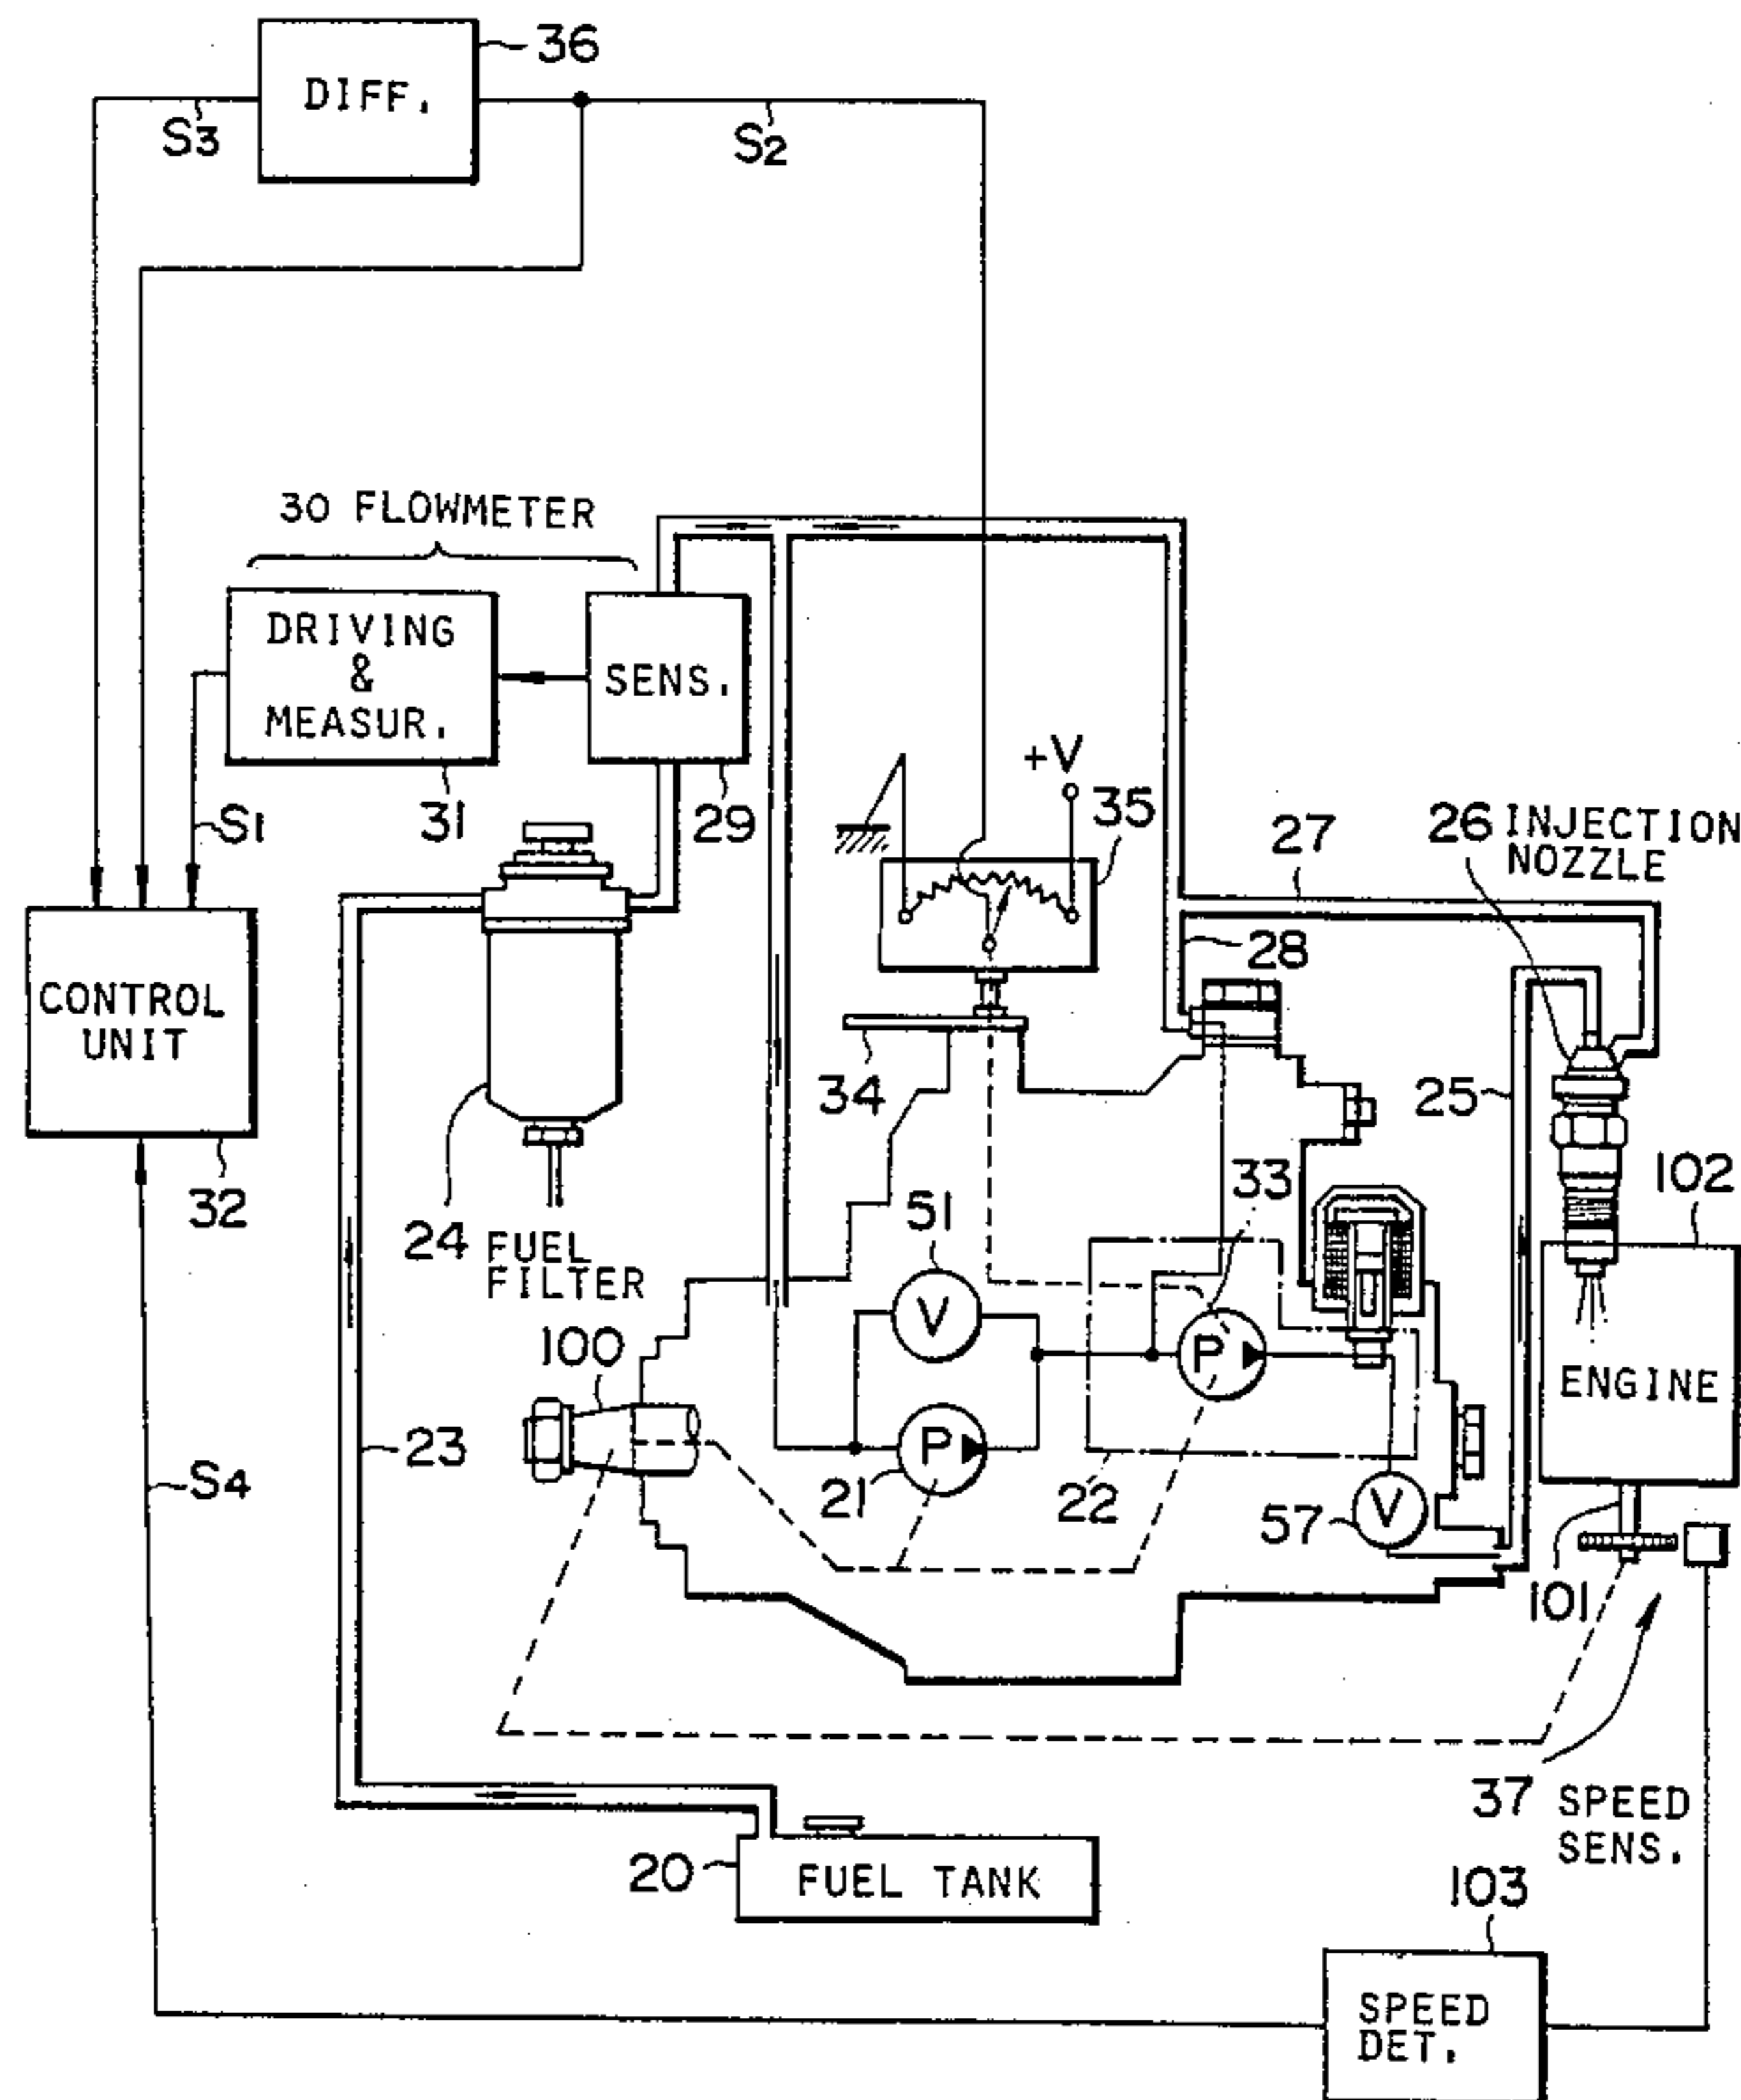 36
DIFF.
S3
S2
30 FLOWMETER
DRIVING
&
MEASUR.
SENS.
31
29
S1
+V
35
27
26 INJECTION
NOZZLE
28
CONTROL
UNIT
34
25
32
24 FUEL
FILTER
51
33
102
V
100
P
ENGINE
23
P
S4
21
22
57
V
101
37 SPEED
SENS.
20
FUEL TANK
103
SPEED
DET.